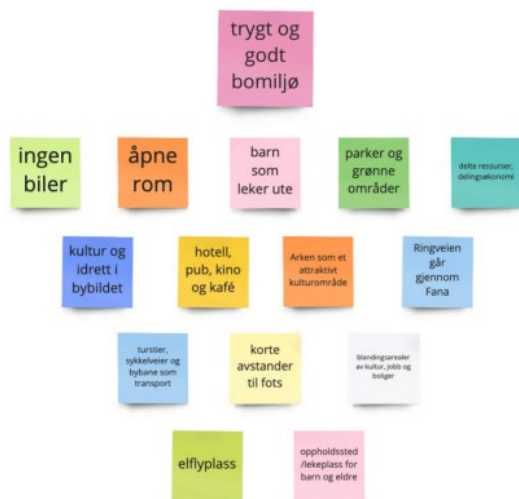 trygt og
godt
bomiljø
ingen
biler
åpne
rom
barn
som
leker ute
parker og
grønne
områder
delte ressurser,
delingsøkonomi
kultur og
idrett i
bybildet
hotell,
pub, kino
og kafé
Arken som et
attraktivt
kulturområde
Ringveien
går
gjennom
Fana
turstier,
sykkelveier og
bybane som
transport
korte
avstander
til fots
blandingsarealer
av kultur, jobb og
boliger
elflyplass
oppholdssted
/lekeplass for
barn og eldre